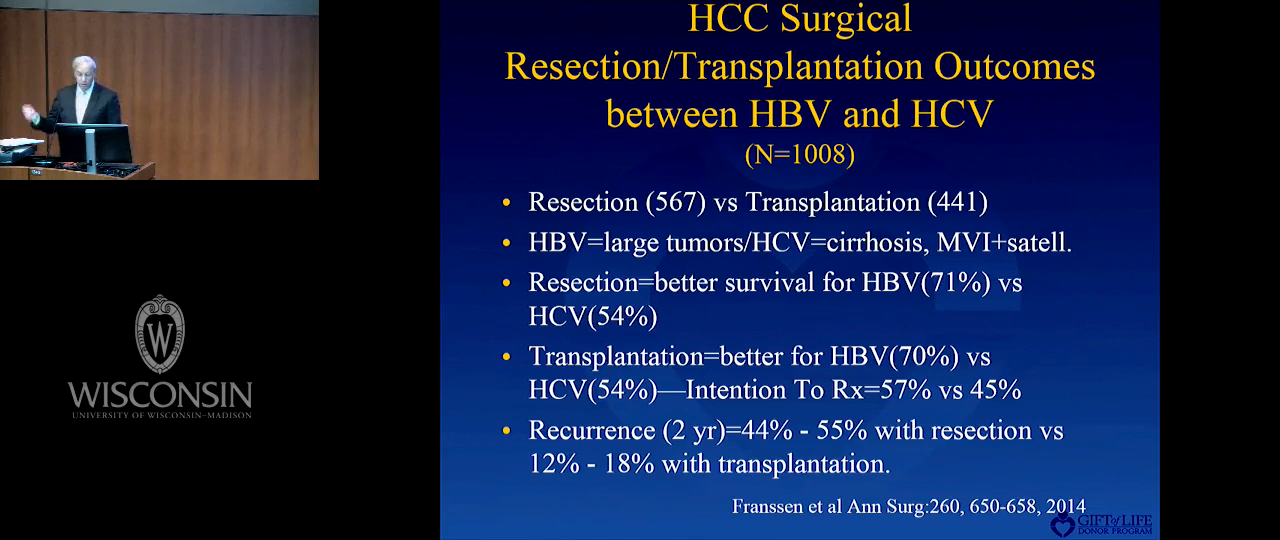 HCC Surgical
Resection/Transplantation Outcomes
between HBV and HCV
(N=1008)
• Resection (567) vs Transplantation (441)
• HBV=large tumors/HCV=cirrhosis, MVI+satell.
• Resection=better survival for HBV(71%) vs
HCV(54%)
• Transplantation=better for HBV(70%) vs
HCV(54%)—Intention To Rx=57% vs 45%
• Recurrence (2 yr)=44% - 55% with resection vs
12% - 18% with transplantation.
Franssen et al Ann Surg:260, 650-658, 2014
GIFT of LIFE
DONOR PROGRAM
W
WISCONSIN
UNIVERSITY OF WISCONSIN–MADISON